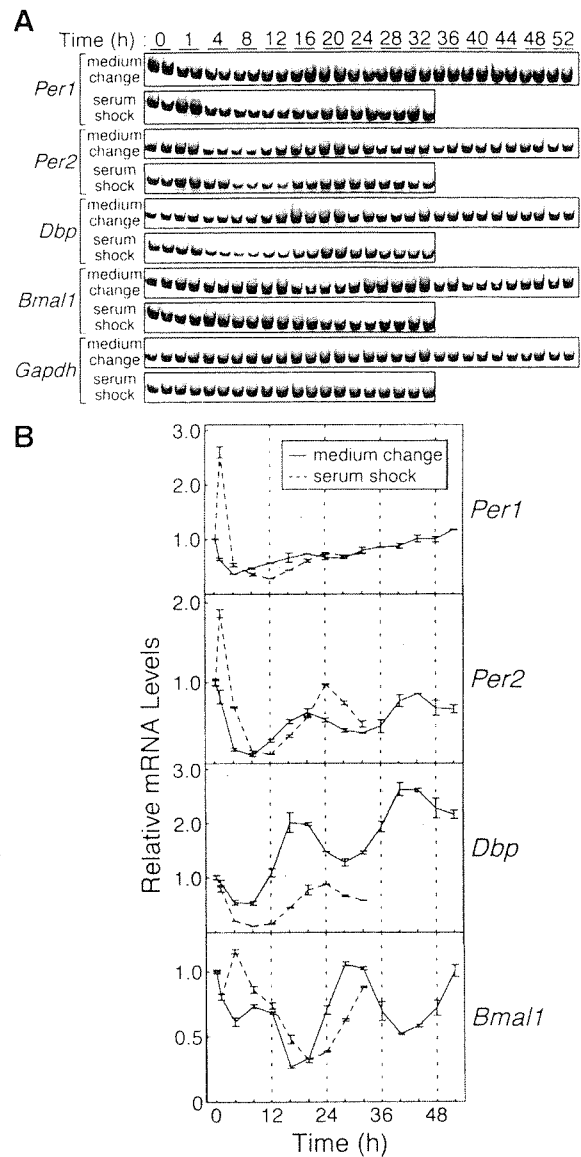 A
Time (h) : 0 1 4 8 12 16 20 24 28 32 36 40 44 48 52
Per1
medium change
serum shock
Per2
medium change
serum shock
Dbp
medium change
serum shock
Bmal1
medium change
serum shock
Gapdh
medium change
serum shock
B
medium change
serum shock
3.0
2.0
1.0
Per1
2.0
1.0
Per2
3.0
2.0
1.0
Dbp
1.0
0.5
0
Bmal1
Relative mRNA Levels
0 12 24 36 48
Time (h)